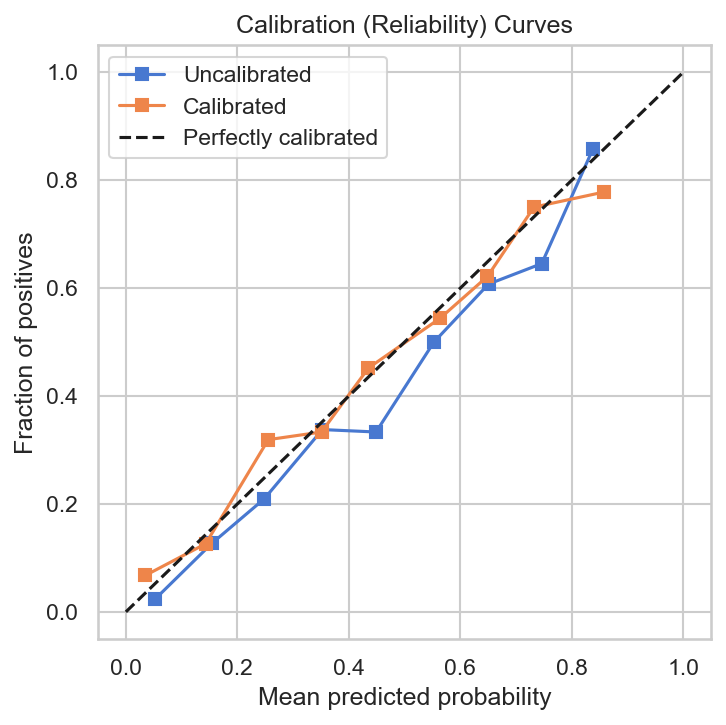 Calibration (Reliability) Curves
Uncalibrated
Calibrated
Perfectly calibrated
Fraction of positives
1.0
0.8
0.6
0.4
0.2
0.0
0.0 0.2 0.4 0.6 0.8 1.0
Mean predicted probability